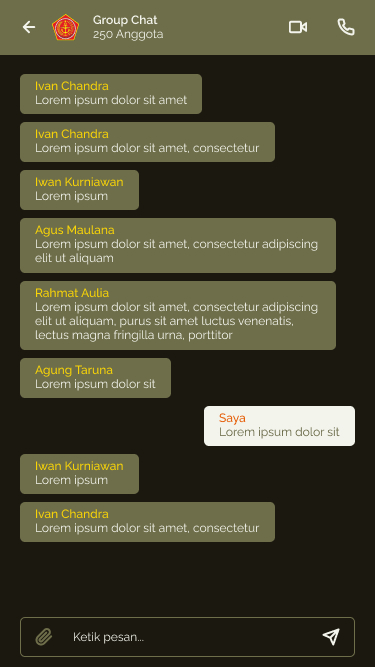 Group Chat
250 Anggota
Ivan Chandra
Lorem ipsum dolor sit amet
Ivan Chandra
Lorem ipsum dolor sit amet, consectetur
Iwan Kurniawan
Lorem ipsum
Agus Maulana
Lorem ipsum dolor sit amet, consectetur adipiscing
elit ut aliquam
Rahmat Aulia
Lorem ipsum dolor sit amet, consectetur adipiscing
elit ut aliquam, purus sit amet luctus venenatis,
lectus magna fringilla urna, porttitor
Agung Taruna
Lorem ipsum dolor sit
Saya
Lorem ipsum dolor sit
Iwan Kurniawan
Lorem ipsum
Ivan Chandra
Lorem ipsum dolor sit amet, consectetur
Ketik pesan...